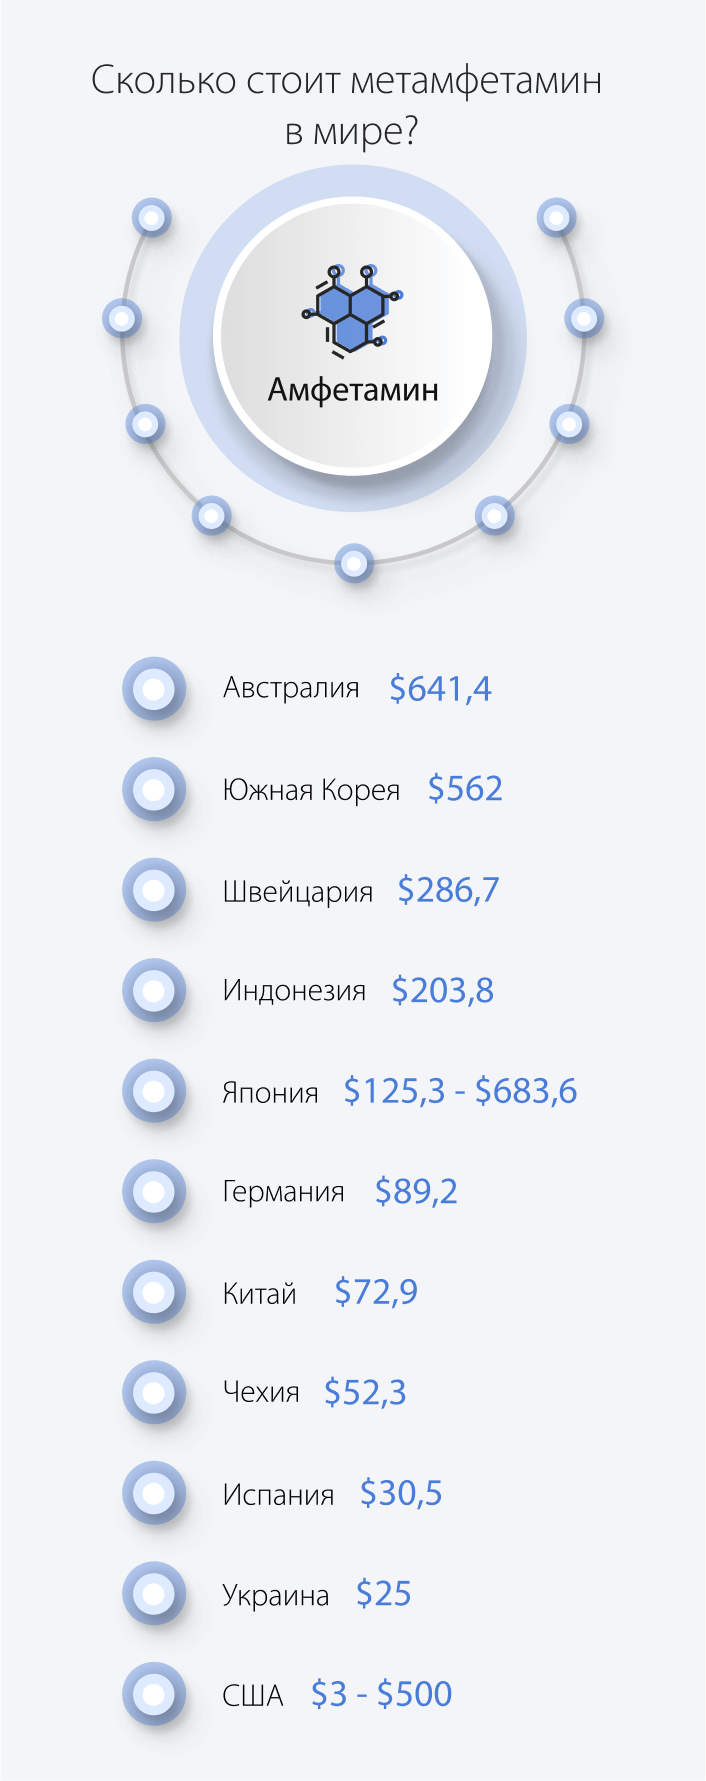 Сколько стоит метамфетамин
в мире?
Амфетамин
Австралия $641,4
Южная Корея $562
Швейцария $286,7
Индонезия $203,8
Япония $125,3 - $683,6
Германия $89,2
Китай $72,9
Чехия $52,3
Испания $30,5
Украина $25
США $3 - $500